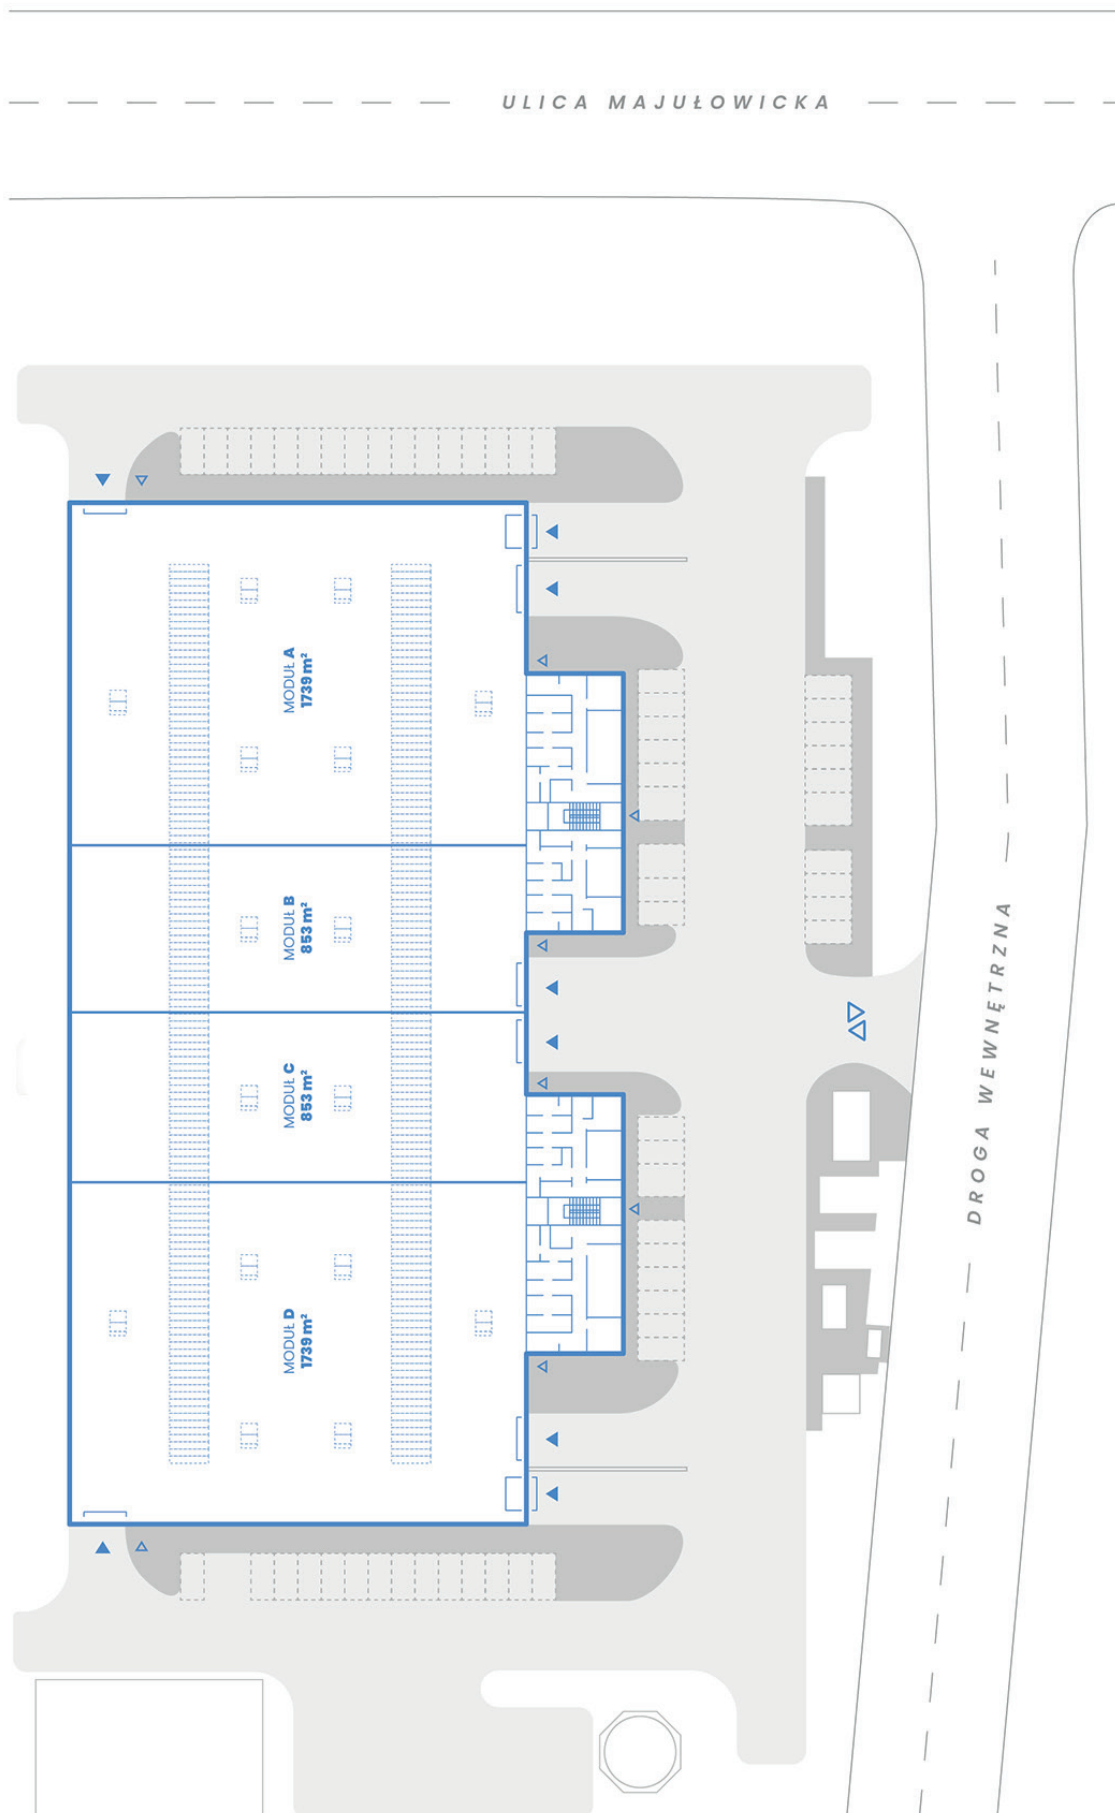 ULICA MAJUŁOWICKA
MODUŁ A
1739 m²
MODUŁ B
853 m²
MODUŁ C
853 m²
MODUŁ D
1739 m²
DROGA WEWNĘTRZNA